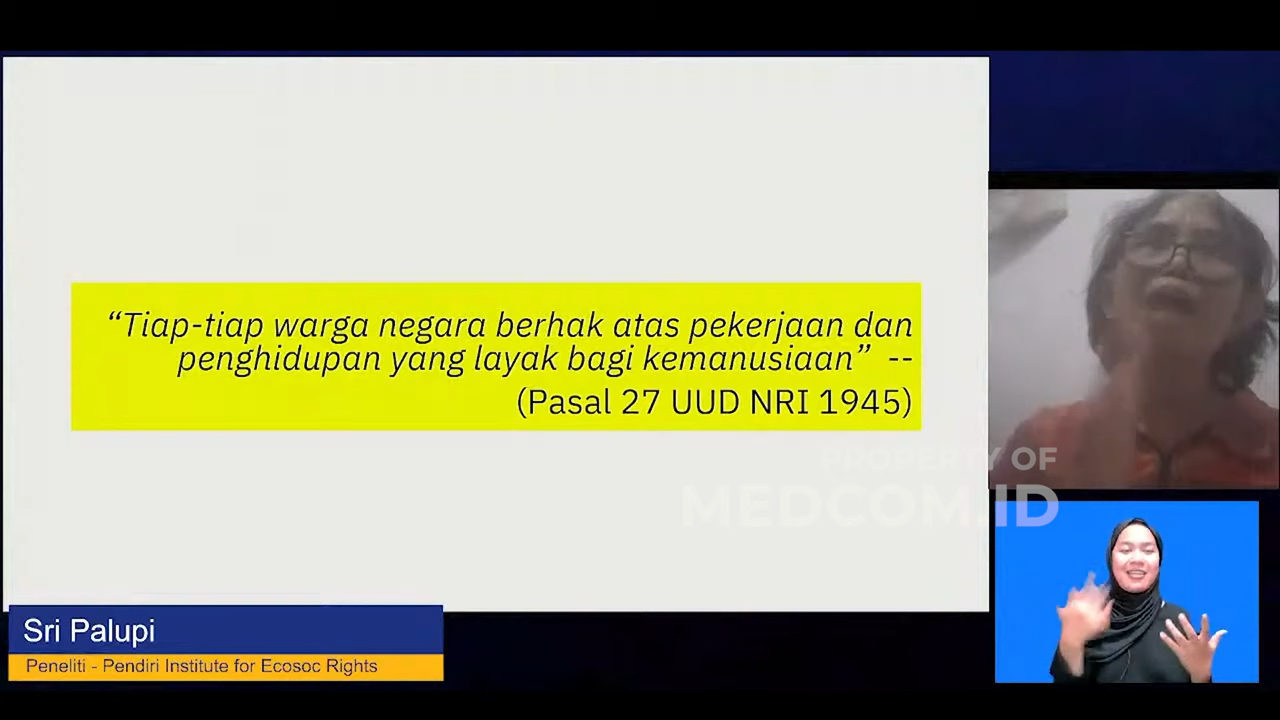 “Tiap-tiap warga negara berhak atas pekerjaan dan
penghidupan yang layak bagi kemanusiaan” --
(Pasal 27 UUD NRI 1945)
PROPERTY OF
MEDCOM.ID
Sri Palupi
Peneliti - Pendiri Institute for Ecosoc Rights